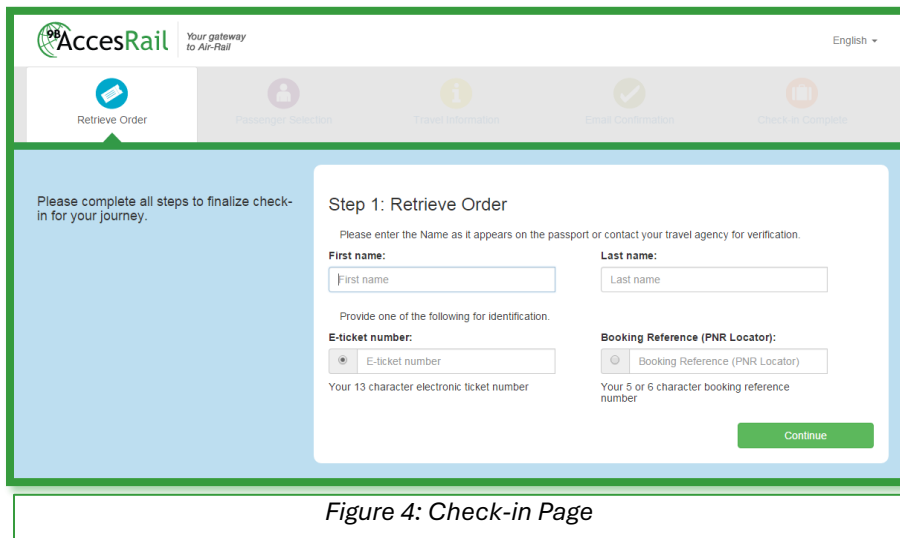 9B AccesRail
Your gateway
to Air-Rail
English
Retrieve Order
Passenger Selection
Travel Information
Email Confirmation
Check-In Complete
Please complete all steps to finalize check-
in for your journey.
Step 1: Retrieve Order
Please enter the Name as it appears on the passport or contact your travel agency for verification.
First name:
Last name:
First name
Last name
Provide one of the following for identification.
E-ticket number:
Booking Reference (PNR Locator):
E-ticket number
Booking Reference (PNR Locator)
Your 13 character electronic ticket number
Your 5 or 6 character booking reference
number
Continue
Figure 4: Check-in Page